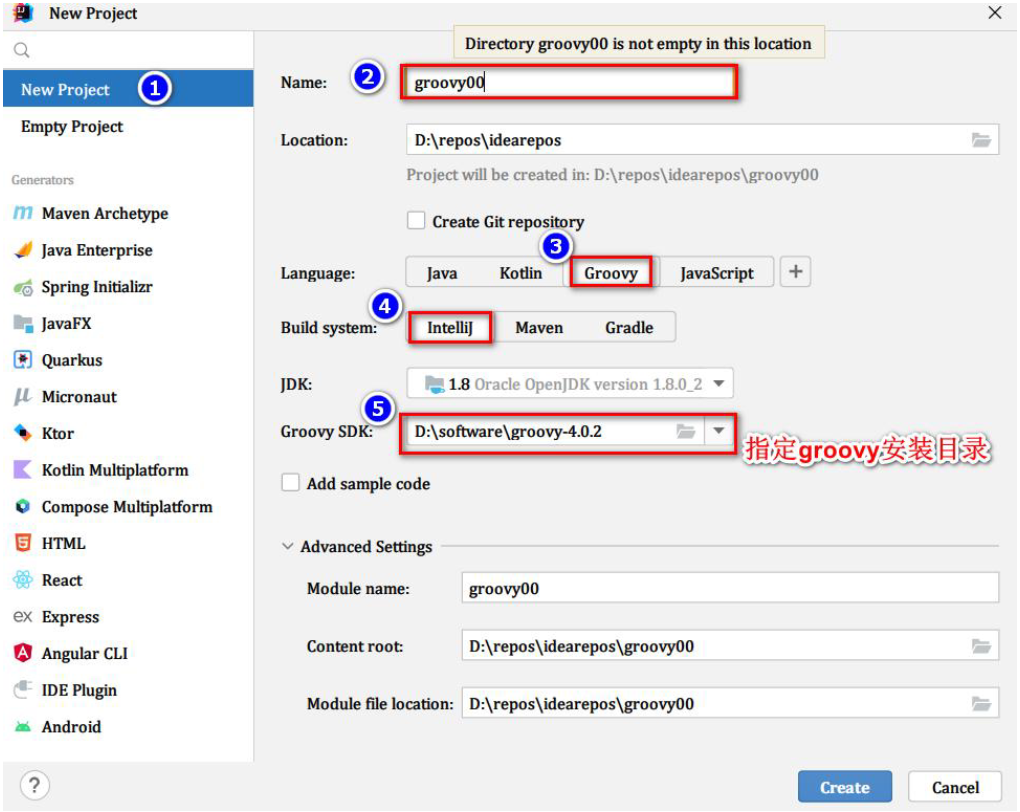 New Project
Directory groovy00 is not empty in this location
New Project 1
Empty Project
Generators
Maven Archetype
Java Enterprise
Spring Initializr
JavaFX
Quarkus
Micronaut
Ktor
Kotlin Multiplatform
Compose Multiplatform
HTML
React
Express
Angular CLI
IDE Plugin
Android
Name: 2 groovy00
Location: D:\repos\idearepos
Project will be created in: D:\repos\idearepos\groovy00
Create Git repository
3
Language: Java Kotlin Groovy JavaScript +
4
Build system: IntelliJ Maven Gradle
JDK: 1.8 Oracle OpenJDK version 1.8.0_2
5
Groovy SDK: D:\software\groovy-4.0.2
指定groovy安装目录
Add sample code
Advanced Settings
Module name: groovy00
Content root: D:\repos\idearepos\groovy00
Module file location: D:\repos\idearepos\groovy00
? Create Cancel